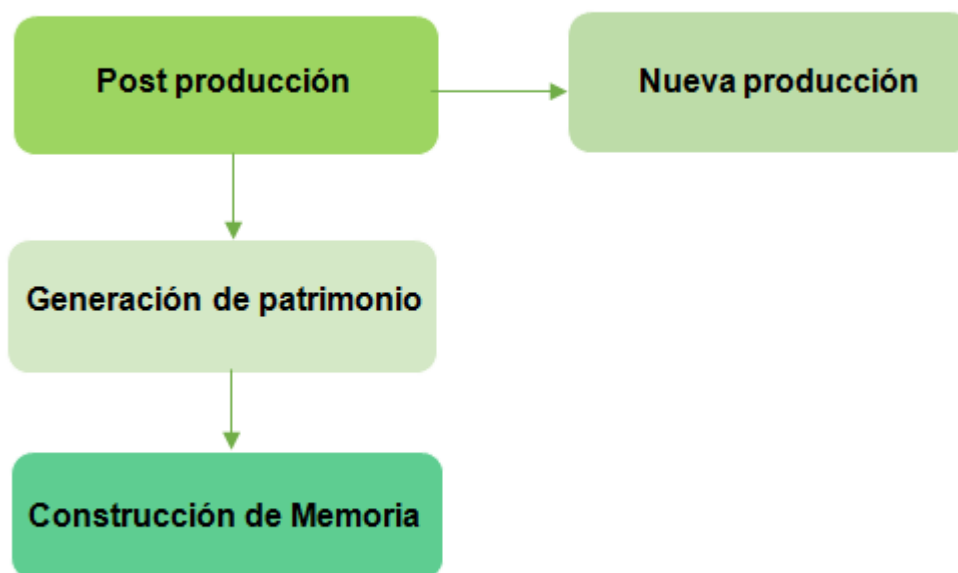 Post producción
Nueva producción
Generación de patrimonio
Construcción de Memoria